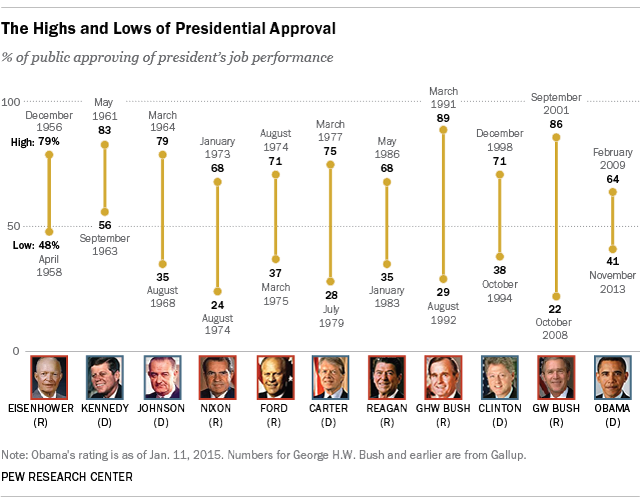 The Highs and Lows of Presidential Approval
% of public approving of president's job performance
100
50
0
December
1956
High: 79%
Low: 48%
April
1958
May
1961
83
56
September
1963
March
1964
79
35
August
1968
January
1973
68
24
August
1974
August
1974
71
37
March
1975
March
1977
75
28
July
1979
May
1986
68
35
January
1983
March
1991
89
29
August
1992
December
1998
71
38
October
1994
September
2001
86
22
October
2008
February
2009
64
41
November
2013
EISENHOWER
(R)
KENNEDY
(D)
JOHNSON
(D)
NIXON
(R)
FORD
(R)
CARTER
(D)
REAGAN
(R)
GHW BUSH
(R)
CLINTON
(D)
GW BUSH
(R)
OBAMA
(D)
Note: Obama's rating is as of Jan. 11, 2015. Numbers for George H.W. Bush and earlier are from Gallup.
PEW RESEARCH CENTER